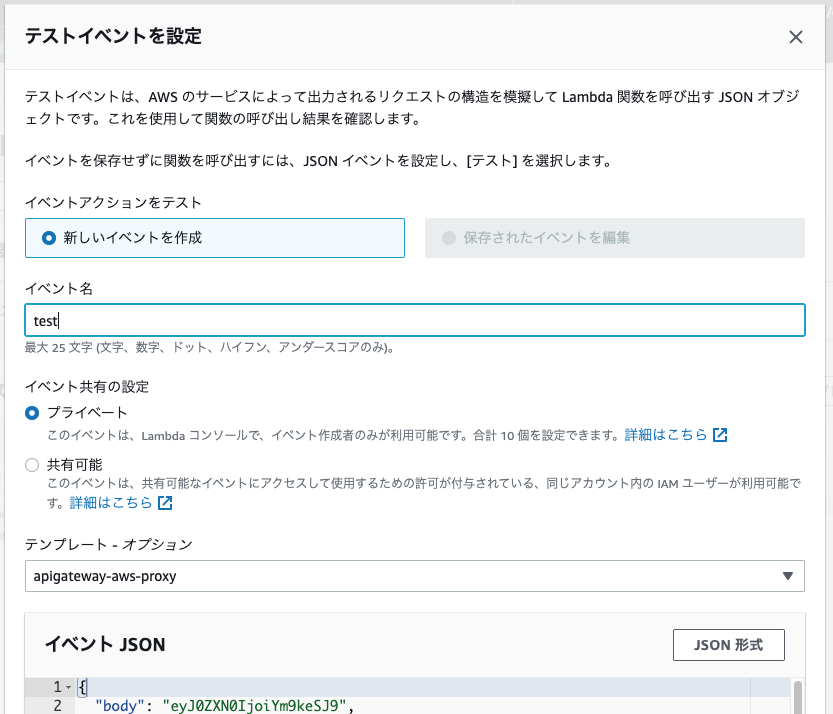 テストイベントを設定
テストイベントは、AWS のサービスによって出力されるリクエストの構造を模擬して Lambda 関数を呼び出す JSON オブジ
ェクトです。これを使用して関数の呼び出し結果を確認します。
イベントを保存せずに関数を呼び出すには、JSON イベントを設定し、[テスト] を選択します。
イベントアクションをテスト
新しいイベントを作成
保存されたイベントを編集
イベント名
test
最大 25 文字 (文字、数字、ドット、ハイフン、アンダースコアのみ)。
イベント共有の設定
プライベート
このイベントは、Lambda コンソールで、イベント作成者のみが利用可能です。合計 10 個を設定できます。詳細はこちら
共有可能
このイベントは、共有可能なイベントにアクセスして使用するための許可が付与されている、同じアカウント内の IAM ユーザーが利用可能で
す。詳細はこちら
テンプレート - オプション
apigateway-aws-proxy
イベント JSON
JSON 形式
1 {
2 "body": "eyJ0ZXN0IjoiYm9keSJ9",